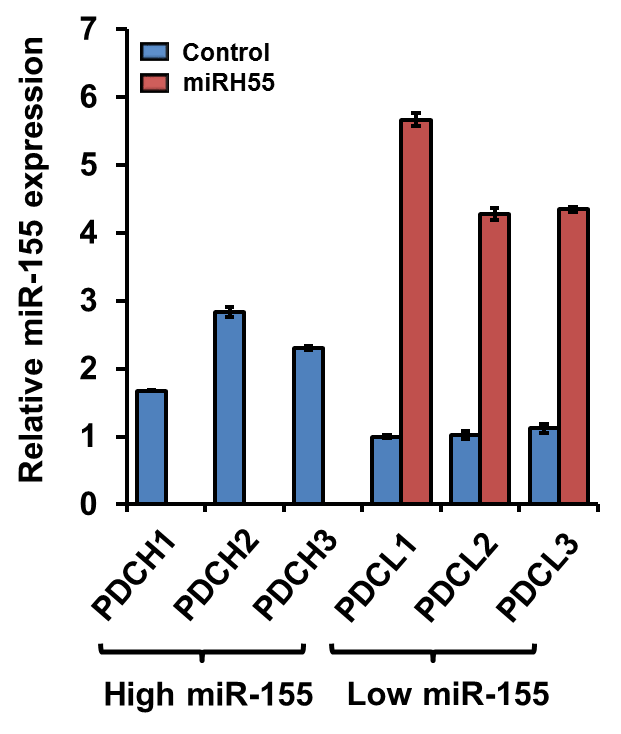 Relative miR-155 expression
7
6
5
4
3
2
1
0
Control
miRH55
PDCH1
PDCH2
PDCH3
PDCL1
PDCL2
PDCL3
High miR-155
Low miR-155